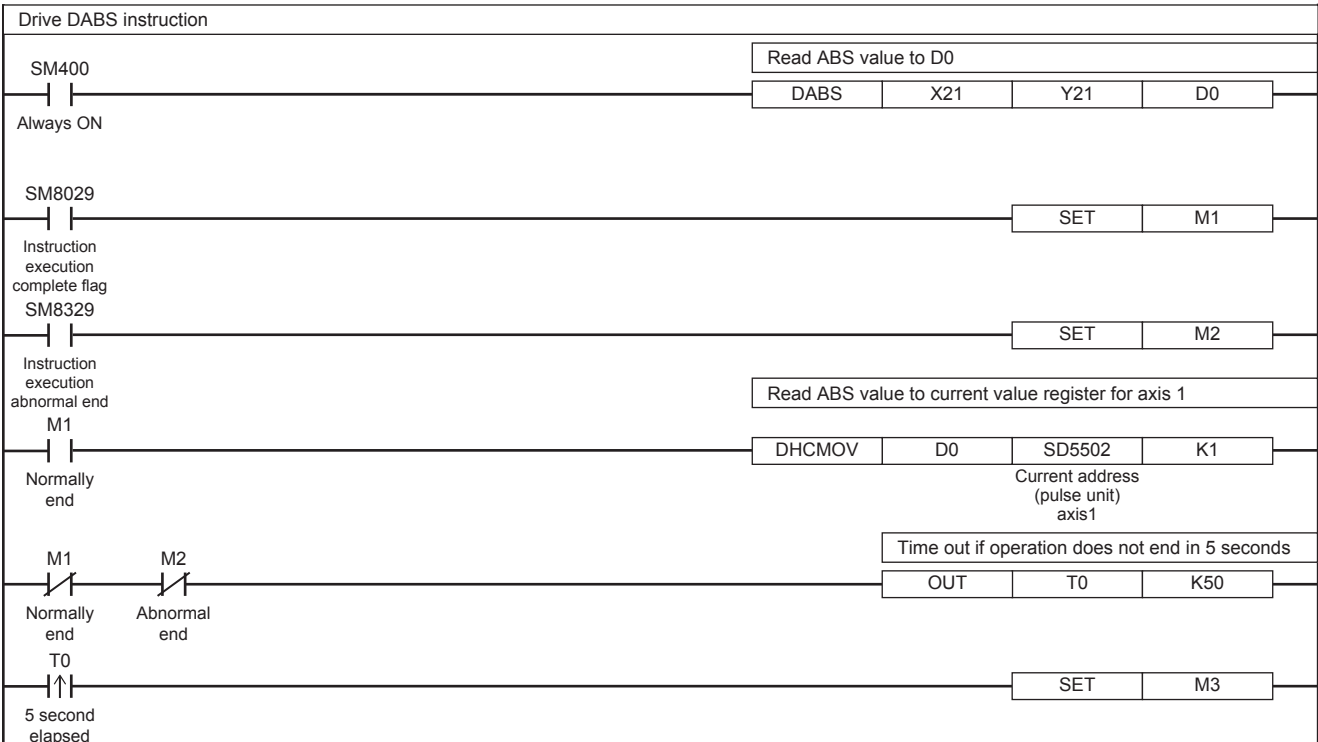 Drive DABS instruction
Read ABS value to D0
SM400
DABS X21 Y21 D0
Always ON
SM8029
SET M1
Instruction
execution
complete flag
SM8329
SET M2
Instruction
execution
abnormal end
Read ABS value to current value register for axis 1
M1
DHCMOV D0 SD5502 K1
Normally
end
Current address
(pulse unit)
axis1
Time out if operation does not end in 5 seconds
M1 M2
OUT T0 K50
Normally
end
Abnormal
end
T0
SET M3
5 second
elapsed